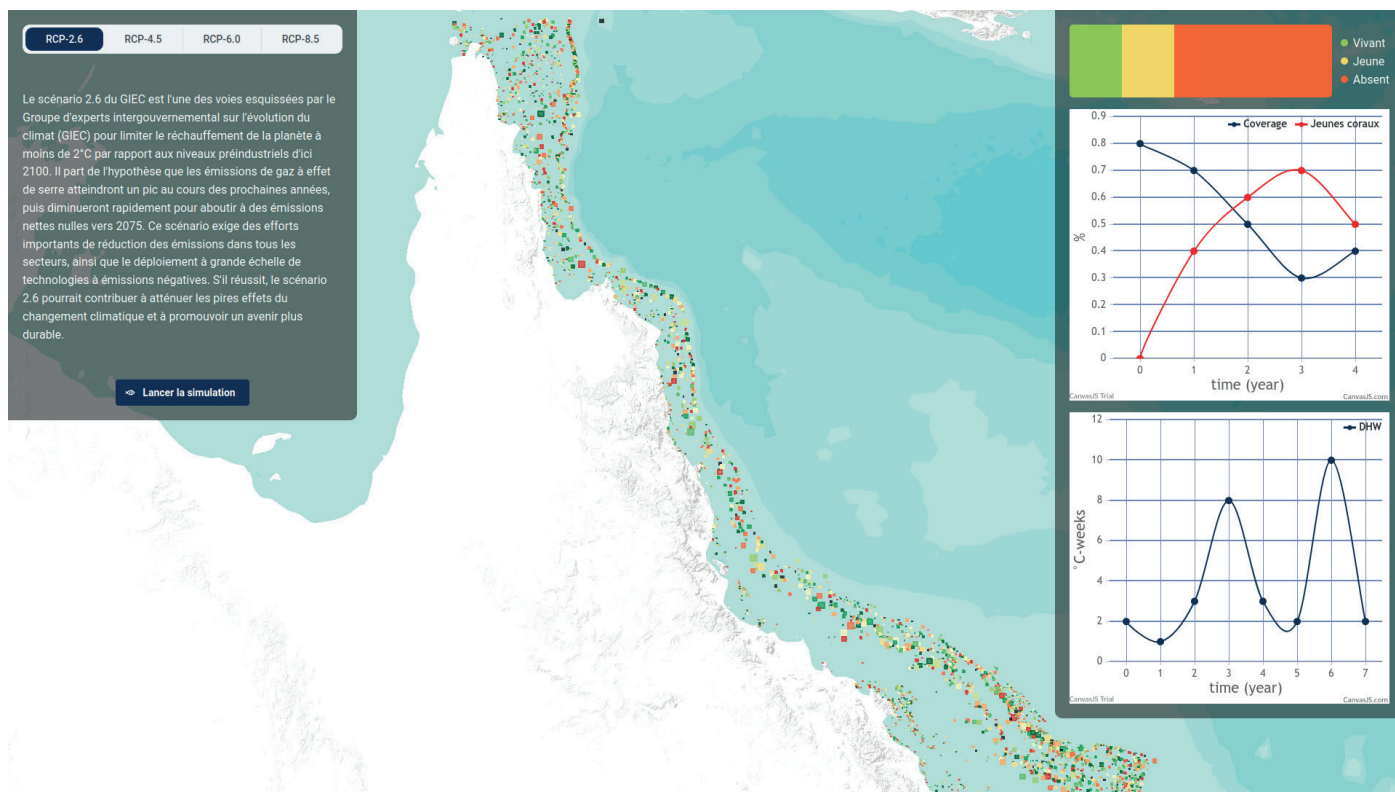 RCP-2.6 RCP-4.5 RCP-6.0 RCP-8.5
Le scénario 2.6 du GIEC est l'une des voies esquissées par le
Groupe d'experts intergouvernemental sur l'évolution du
climat (GIEC) pour limiter le réchauffement de la planète à
moins de 2°C par rapport aux niveaux préindustriels d'ici
2100. Il part de l'hypothèse que les émissions de gaz à effet
de serre atteindront un pic au cours des prochaines années,
puis diminueront rapidement pour aboutir à des émissions
nettes nulles vers 2075. Ce scénario exige des efforts
importants de réduction des émissions dans tous les
secteurs, ainsi que le déploiement à grande échelle de
technologies à émissions négatives. S'il réussit, le scénario
2.6 pourrait contribuer à atténuer les pires effets du
changement climatique et à promouvoir un avenir plus
durable.
Lancer la simulation
Vivant
Jeune
Absent
Coverage Jeunes coraux
0.9
0.8
0.7
0.6
0.5
0.4
0.3
0.2
0.1
0
%
0 1 2 3 4
time (year)
CanvasJS Trial CanvasJS.com
DHW
12
10
8
6
4
2
0
°C-weeks
0 1 2 3 4 5 6 7
time (year)
CanvasJS Trial CanvasJS.com